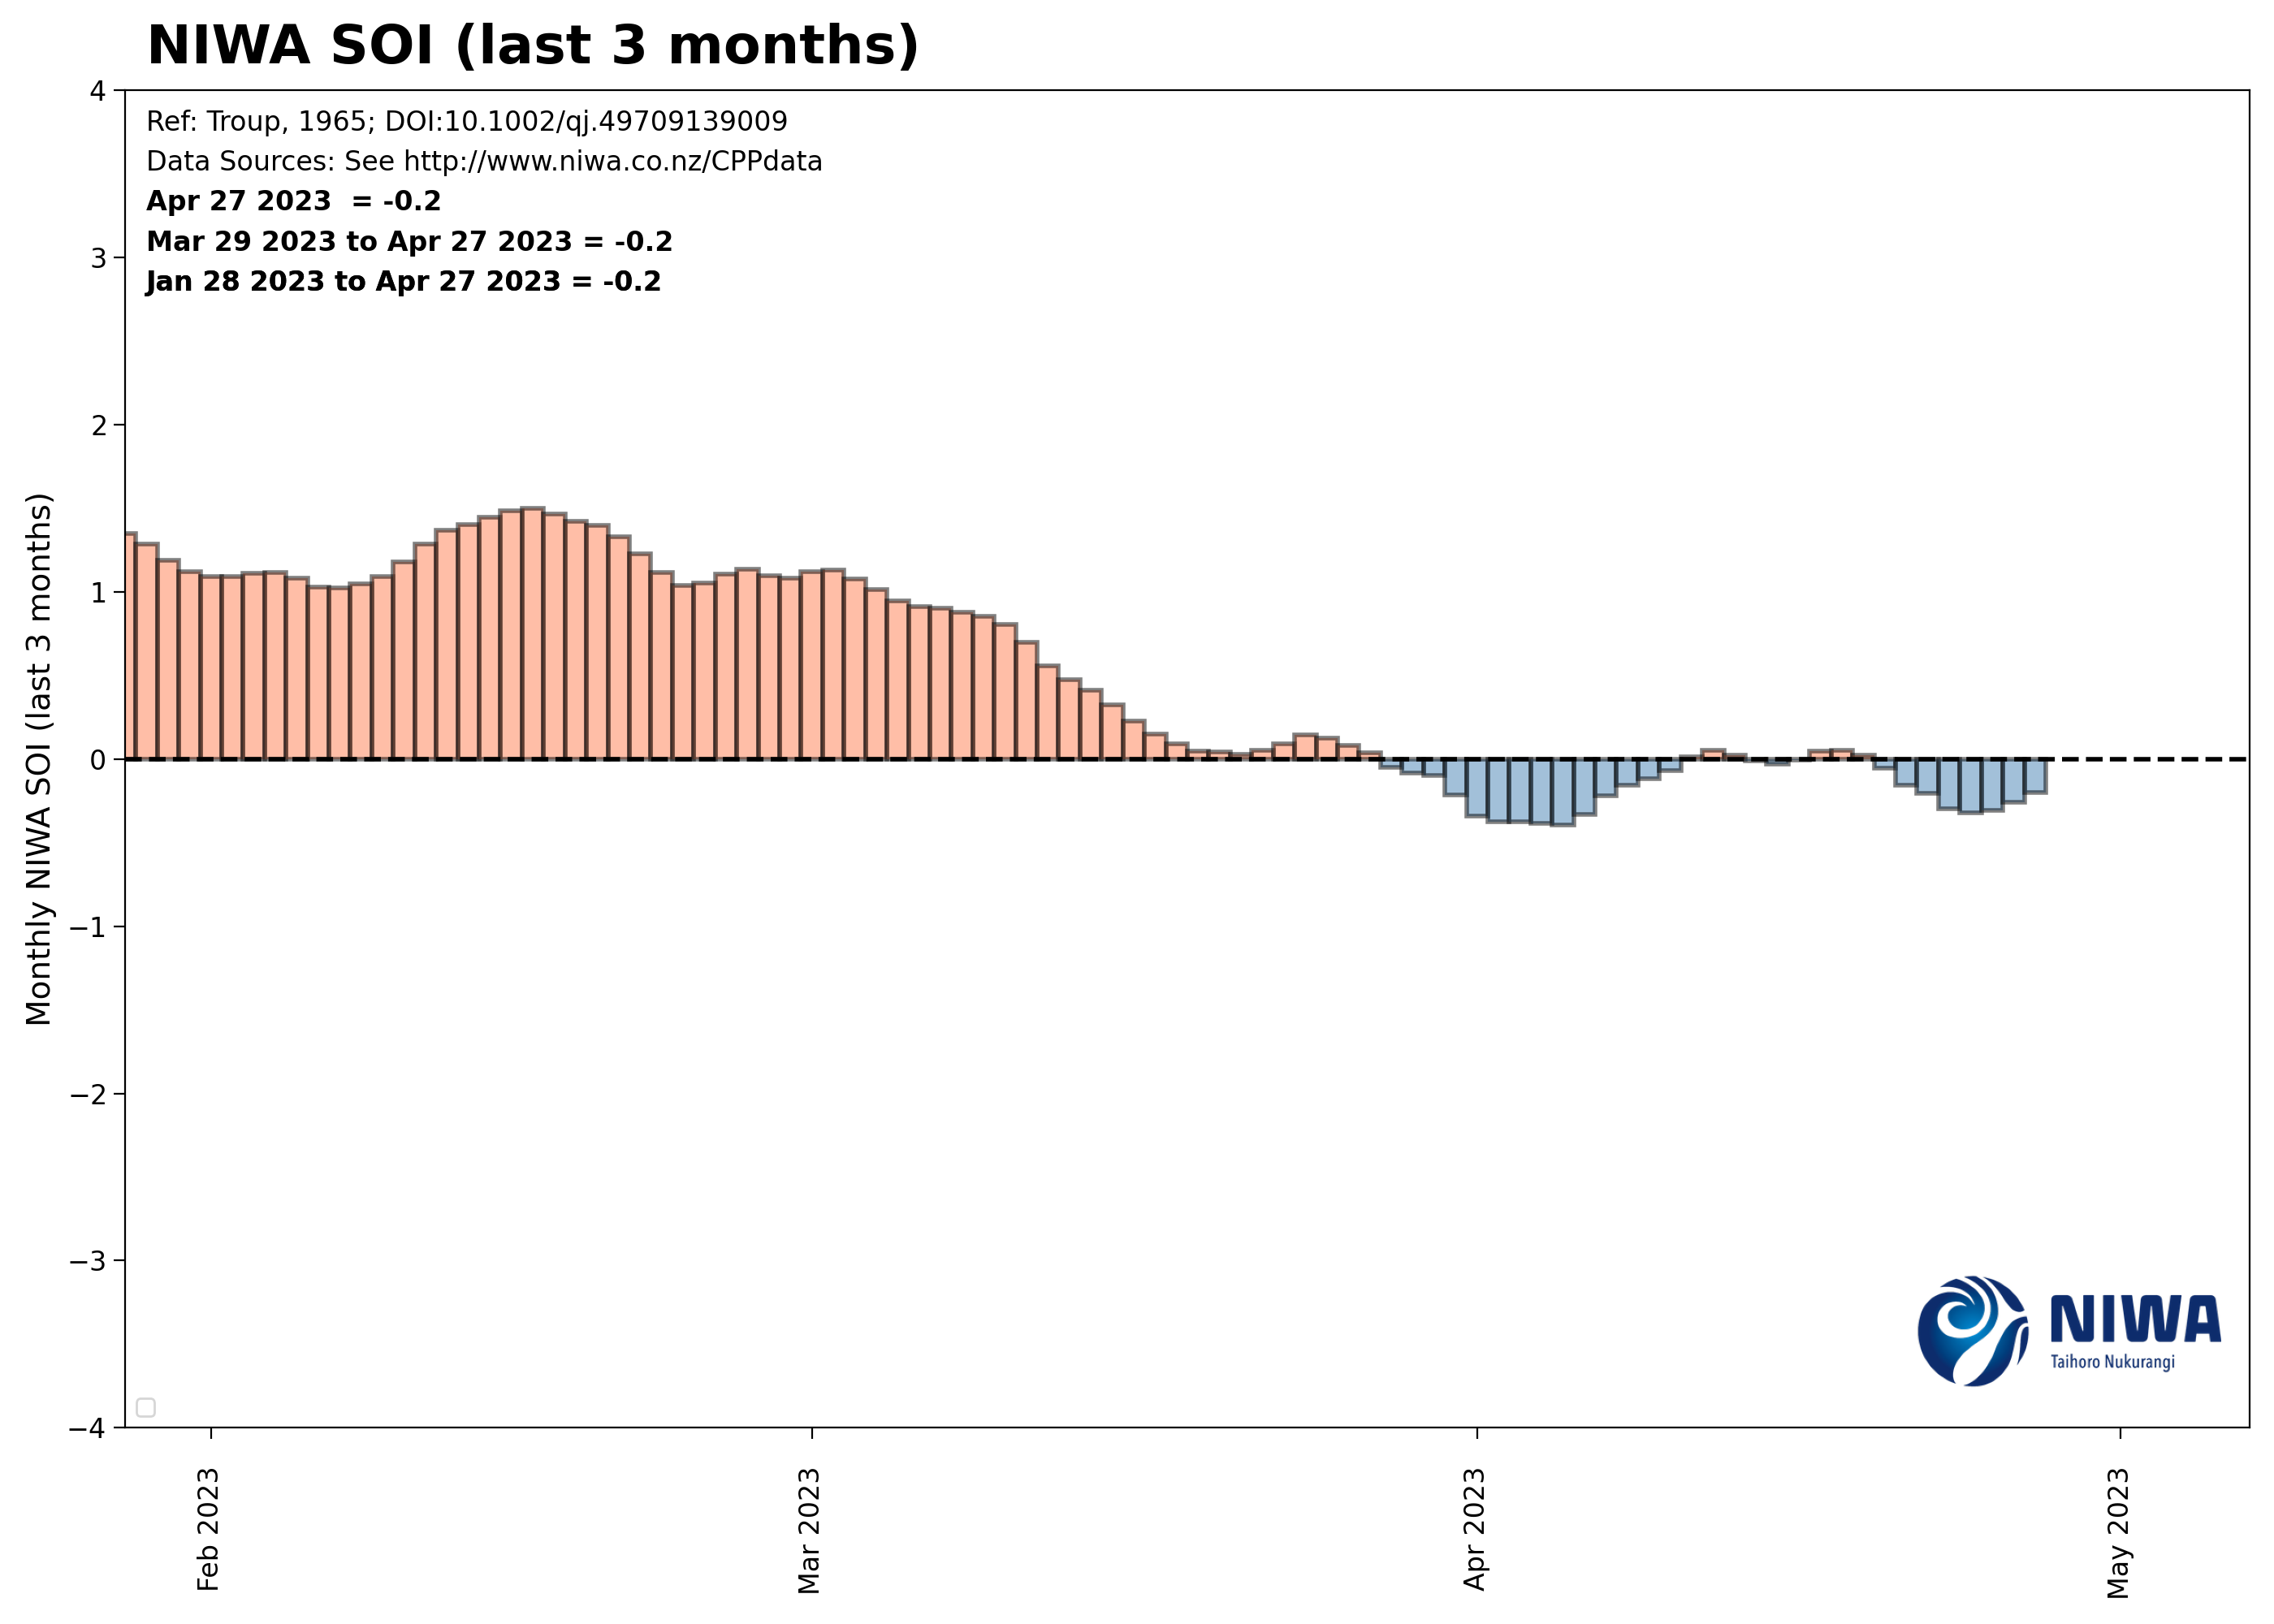 NIWA SOI (last 3 months)
Ref: Troup, 1965; DOI:10.1002/qj.49709139009
Data Sources: See http://www.niwa.co.nz/CPPdata
Apr 27 2023  = -0.2
Mar 29 2023 to Apr 27 2023 = -0.2
Jan 28 2023 to Apr 27 2023 = -0.2
Monthly NIWA SOI (last 3 months)
4
3
2
1
0
−1
−2
−3
−4
NIWA
Taihoro Nukurangi
Feb 2023
Mar 2023
Apr 2023
May 2023